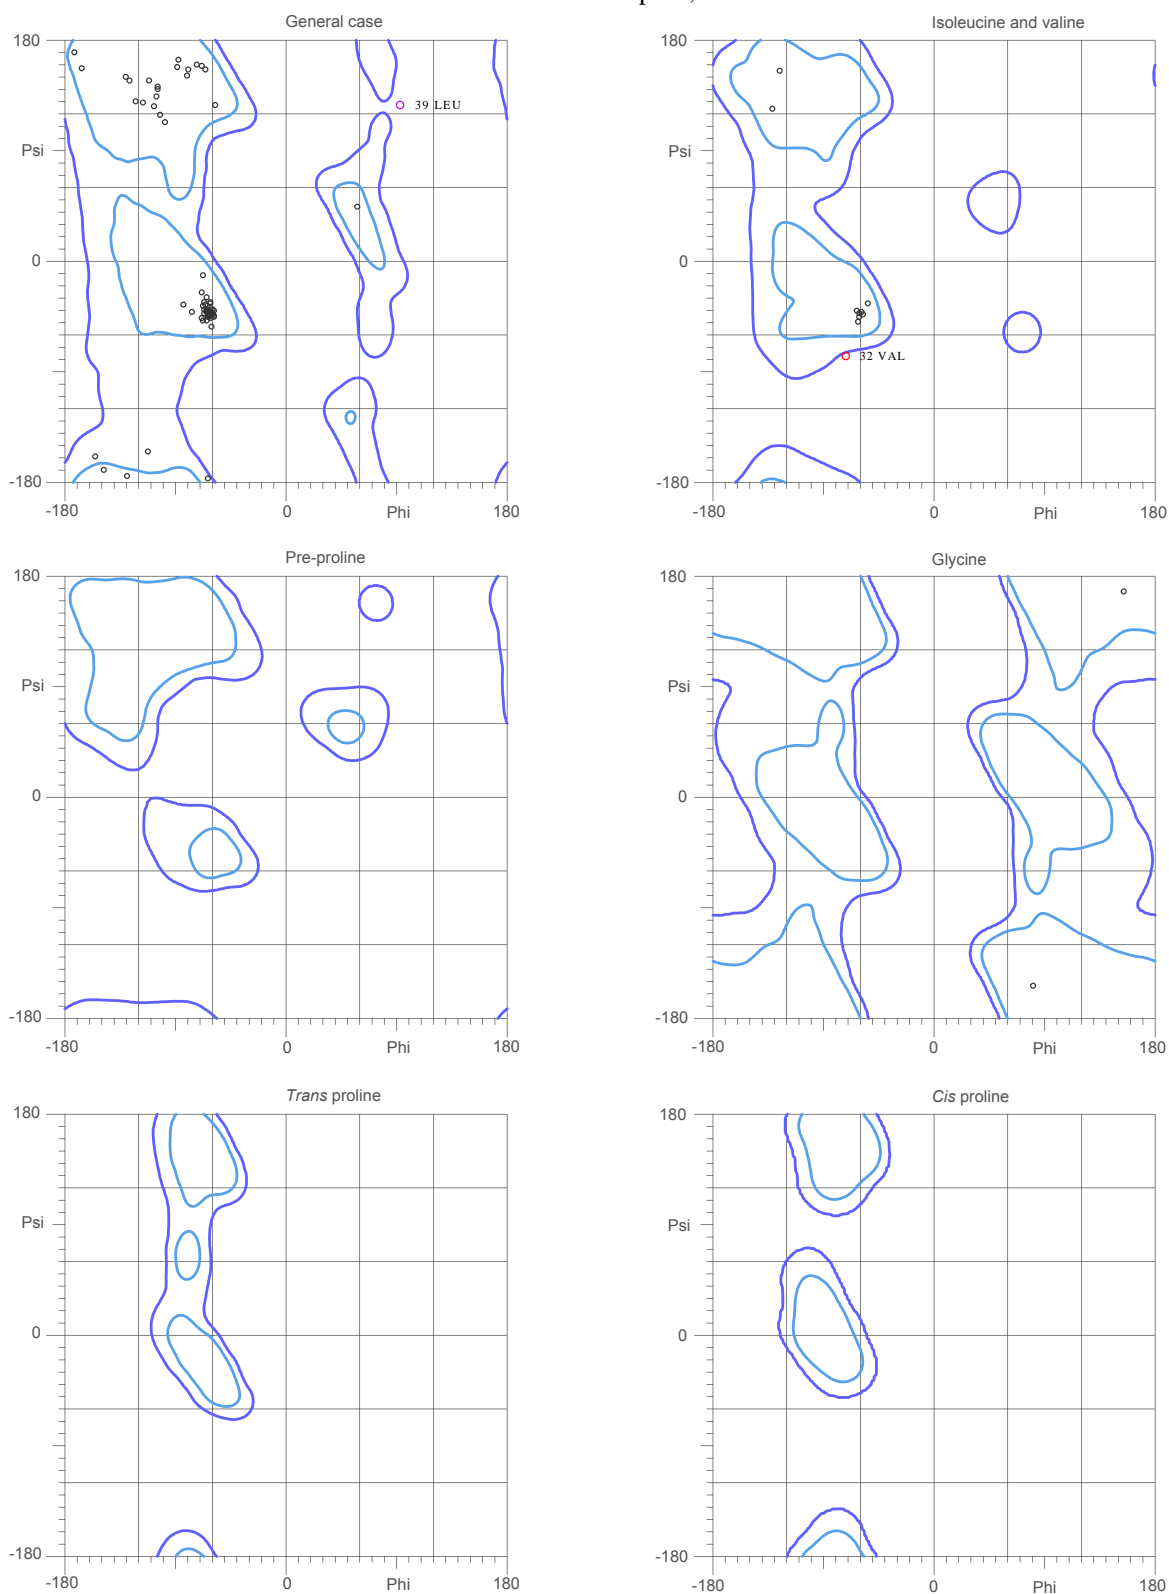 General case
Isoleucine and valine
180
180
39 LEU
Psi
Psi
0
0
32 VAL
-180
-180
-180
0
Phi
180
-180
0
Phi
180
Pre-proline
Glycine
180
180
Psi
Psi
0
0
-180
-180
-180
0
Phi
180
-180
0
Phi
180
Trans proline
Cis proline
180
180
Psi
Psi
0
0
-180
-180
-180
0
Phi
180
-180
0
Phi
180